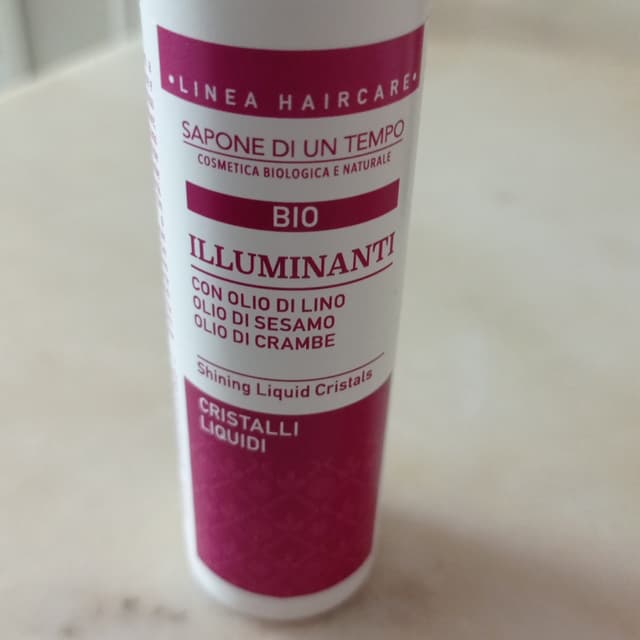 • LINEA HAIRCARE •
SAPONE DI UN TEMPO
COSMETICA BIOLOGICA E NATURALE
BIO
ILLUMINANTI
CON OLIO DI LINO
OLIO DI SESAMO
OLIO DI CRAMBE
Shining Liquid Cristals
CRISTALLI
LIQUIDI